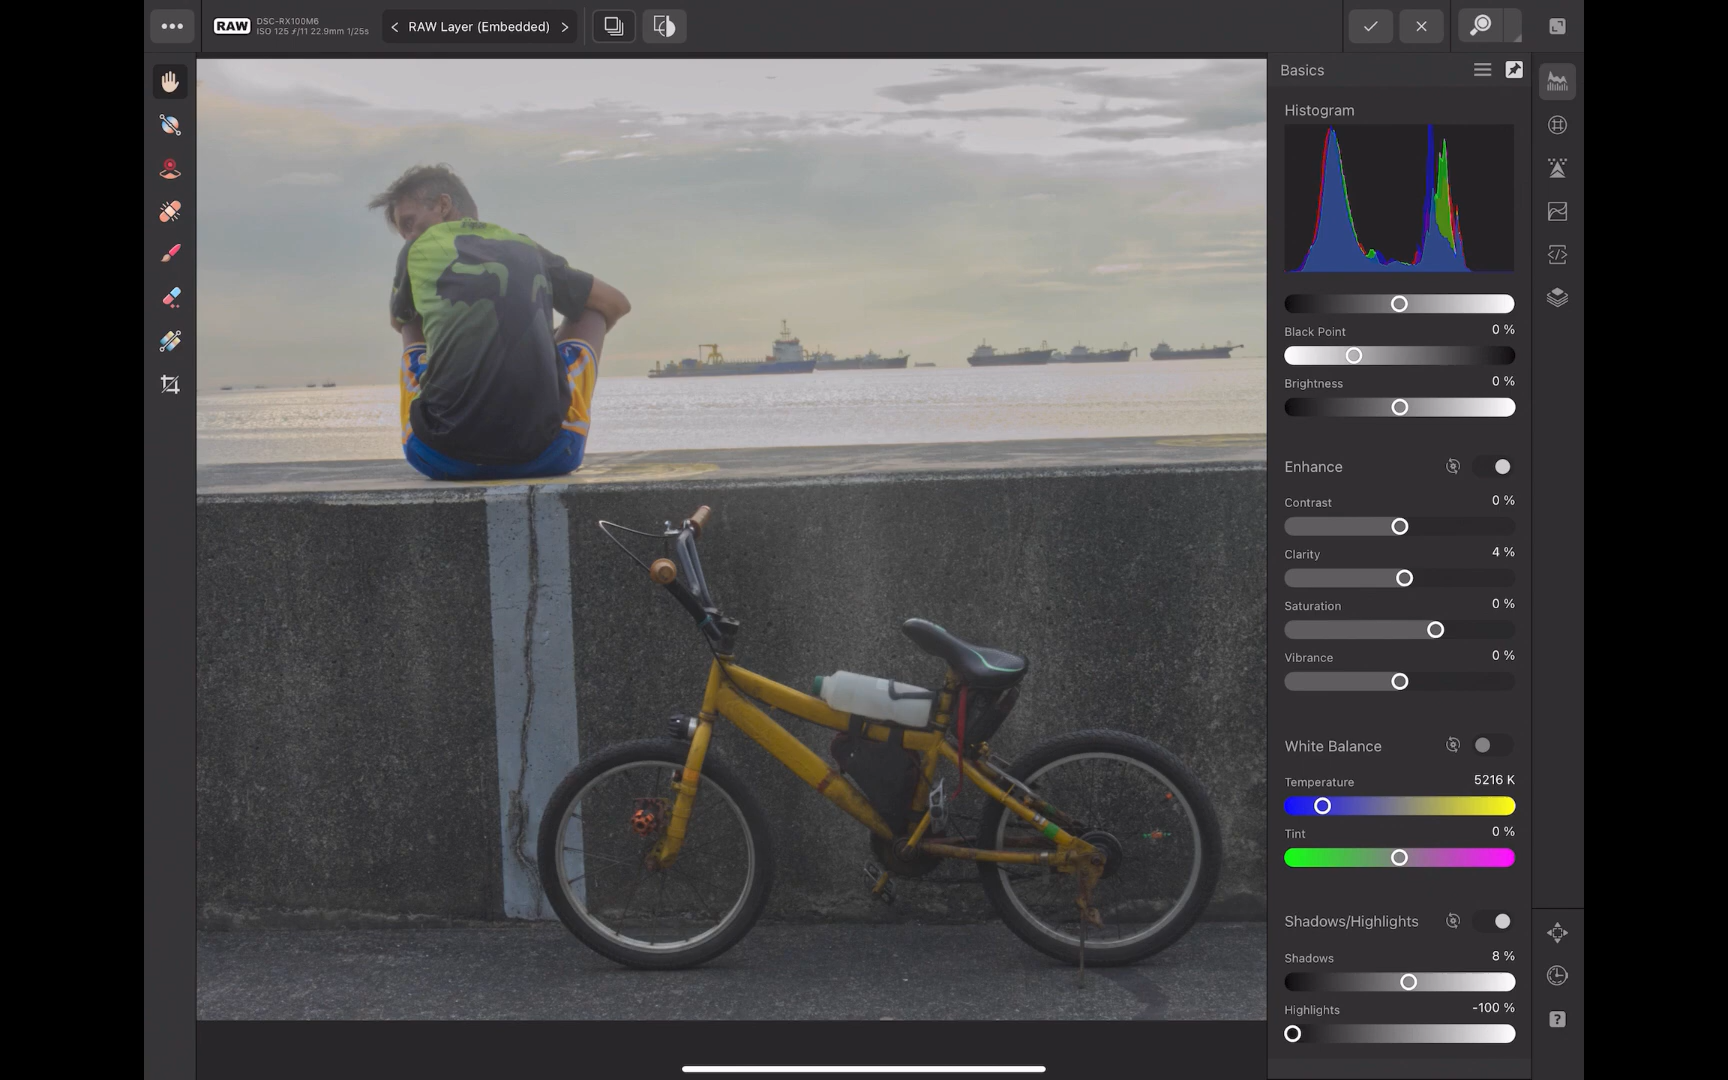 RAW
DSC-RX100M6
ISO 125 ƒ/11 22.9mm 1/25s
RAW Layer (Embedded)
Basics
Histogram
Black Point 0 %
Brightness 0 %
Enhance
Contrast 0 %
Clarity 4 %
Saturation 0 %
Vibrance 0 %
White Balance
Temperature 5216 K
Tint 0 %
Shadows/Highlights
Shadows 8 %
Highlights -100 %
?